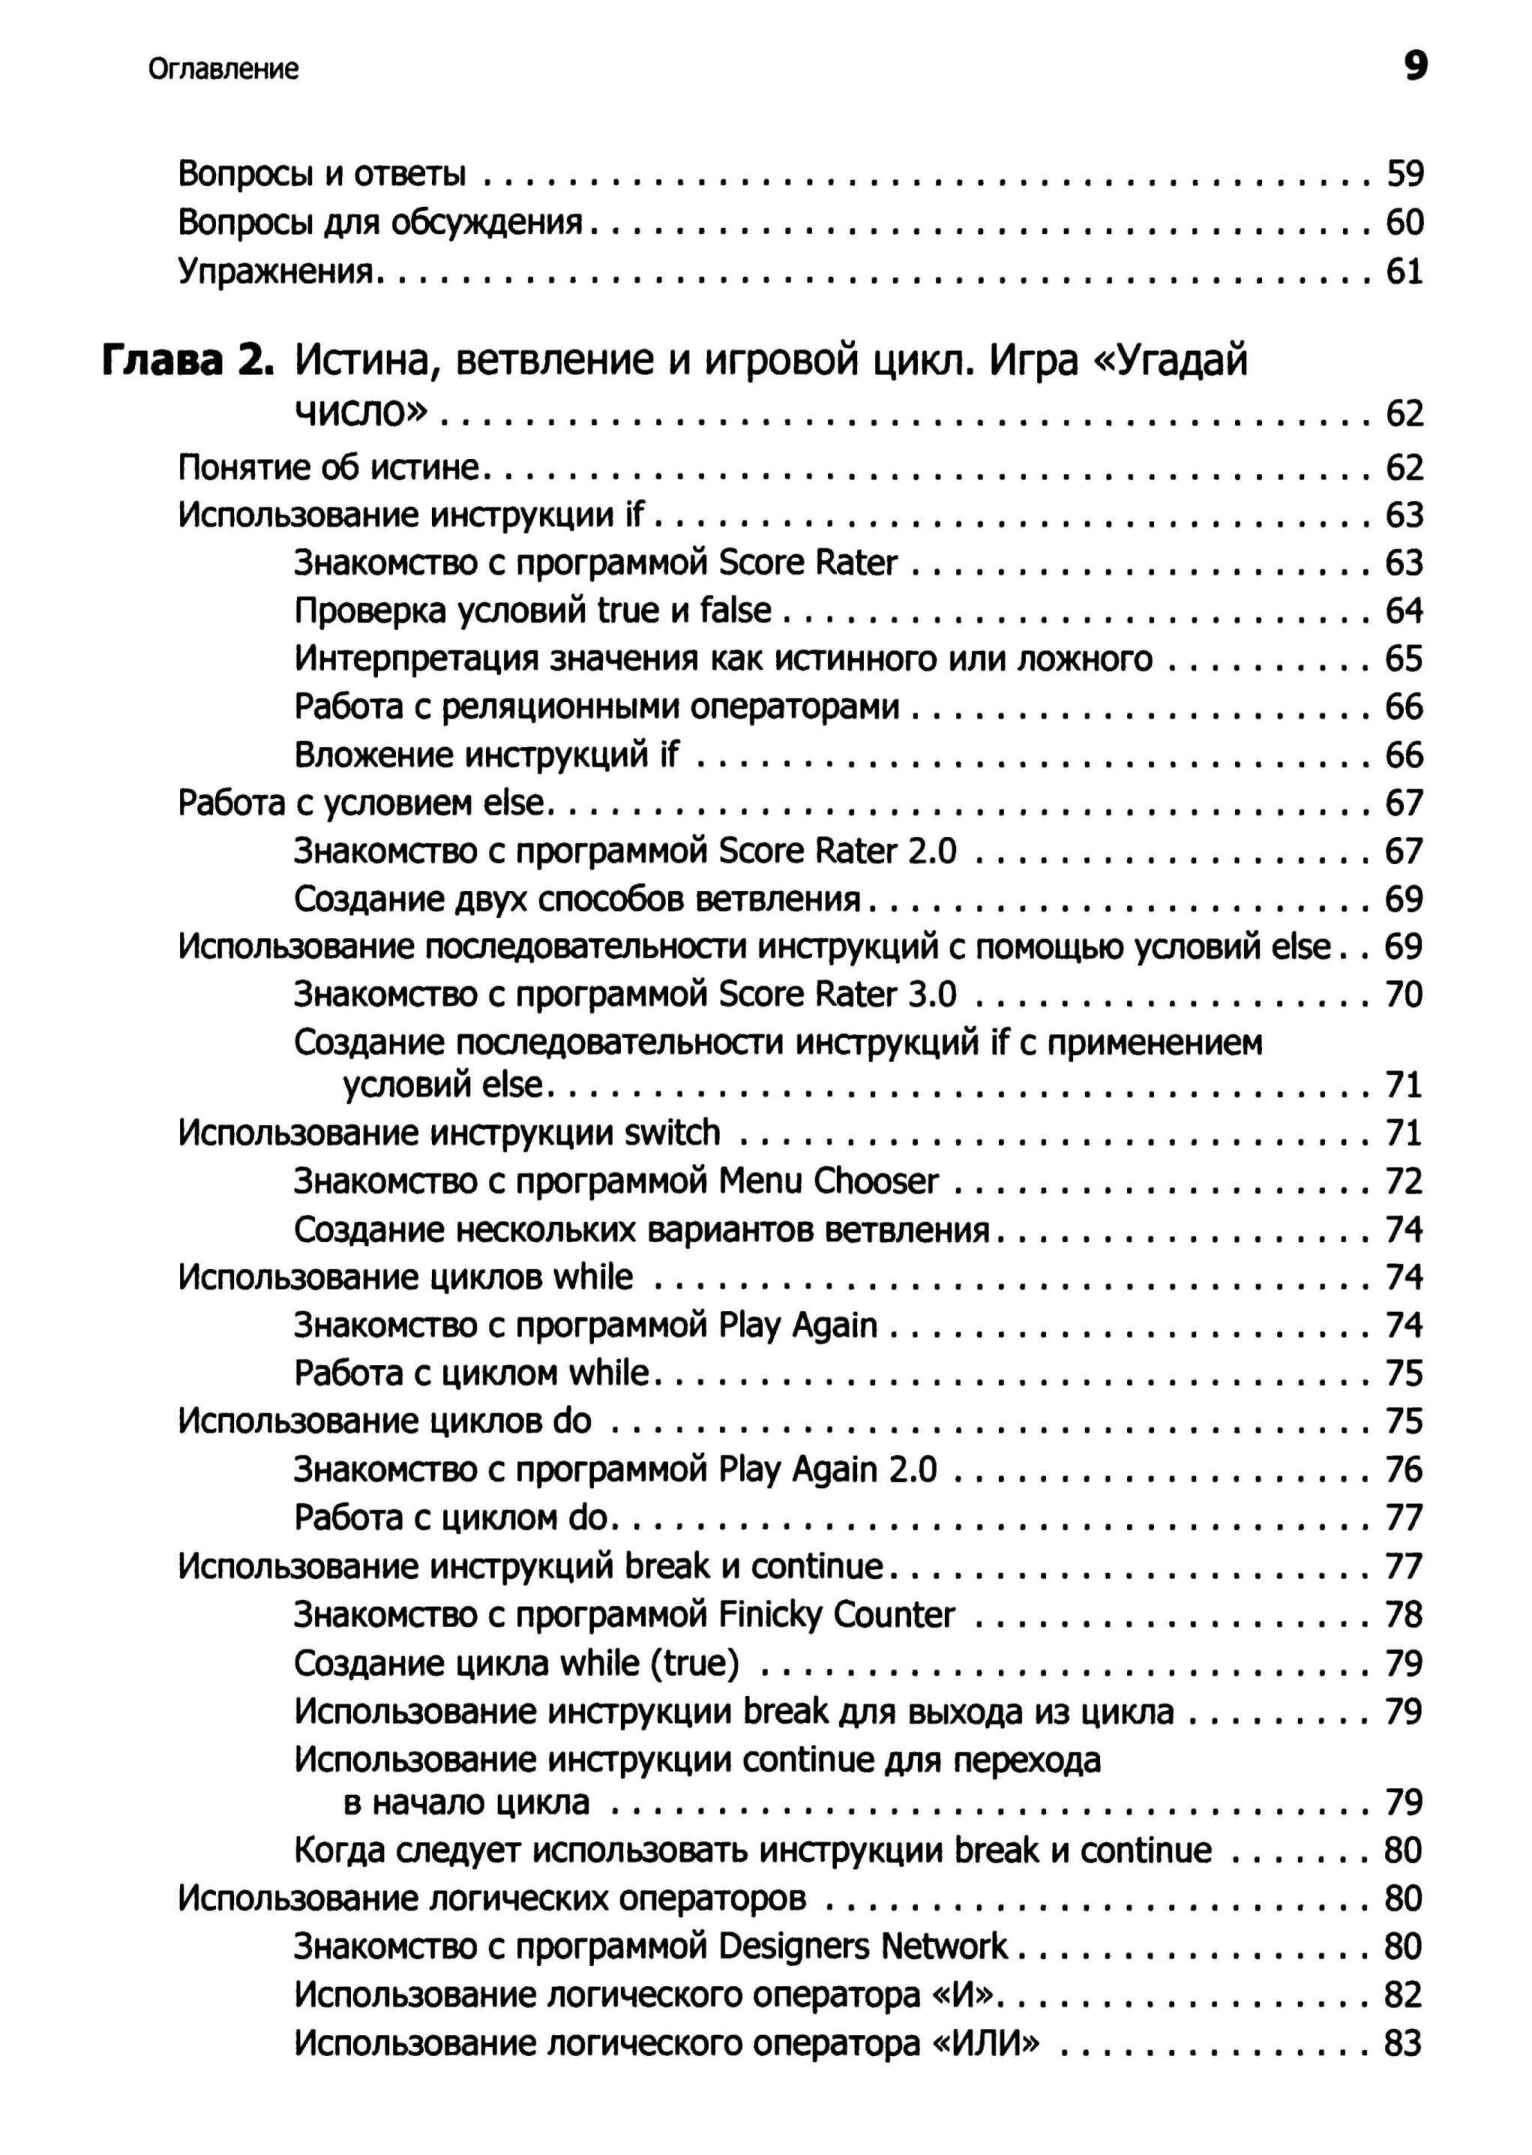 Оглавление 9
Вопросы и ответы . . . . . . . . . . . . . . . . . . . . . . . . . . . . . . . . . . . . . . . . . . 59
Вопросы для обсуждения . . . . . . . . . . . . . . . . . . . . . . . . . . . . . . . . . . . . . 60
Упражнения . . . . . . . . . . . . . . . . . . . . . . . . . . . . . . . . . . . . . . . . . . . . . . . 61
Глава 2. Истина, ветвление и игровой цикл. Игра «Угадай
число» . . . . . . . . . . . . . . . . . . . . . . . . . . . . . . . . . . . . . . . . . . . . 62
Понятие об истине . . . . . . . . . . . . . . . . . . . . . . . . . . . . . . . . . . . . . . . . . . 62
Использование инструкции if . . . . . . . . . . . . . . . . . . . . . . . . . . . . . . . . . . 63
Знакомство с программой Score Rater . . . . . . . . . . . . . . . . . . . . . . 63
Проверка условий true и false . . . . . . . . . . . . . . . . . . . . . . . . . . . . 64
Интерпретация значения как истинного или ложного . . . . . . . . . . 65
Работа с реляционными операторами . . . . . . . . . . . . . . . . . . . . . . 66
Вложение инструкций if . . . . . . . . . . . . . . . . . . . . . . . . . . . . . . . . 66
Работа с условием else . . . . . . . . . . . . . . . . . . . . . . . . . . . . . . . . . . . . . . . 67
Знакомство с программой Score Rater 2.0 . . . . . . . . . . . . . . . . . . . 67
Создание двух способов ветвления . . . . . . . . . . . . . . . . . . . . . . . . 69
Использование последовательности инструкций с помощью условий else . . 69
Знакомство с программой Score Rater 3.0 . . . . . . . . . . . . . . . . . . . 70
Создание последовательности инструкций if с применением
условий else . . . . . . . . . . . . . . . . . . . . . . . . . . . . . . . . . . . . . . . 71
Использование инструкции switch . . . . . . . . . . . . . . . . . . . . . . . . . . . . . . 71
Знакомство с программой Menu Chooser . . . . . . . . . . . . . . . . . . . . 72
Создание нескольких вариантов ветвления . . . . . . . . . . . . . . . . . . 74
Использование циклов while . . . . . . . . . . . . . . . . . . . . . . . . . . . . . . . . . . 74
Знакомство с программой Play Again . . . . . . . . . . . . . . . . . . . . . . . 74
Работа с циклом while . . . . . . . . . . . . . . . . . . . . . . . . . . . . . . . . . . 75
Использование циклов do . . . . . . . . . . . . . . . . . . . . . . . . . . . . . . . . . . . . 75
Знакомство с программой Play Again 2.0 . . . . . . . . . . . . . . . . . . . . 76
Работа с циклом do . . . . . . . . . . . . . . . . . . . . . . . . . . . . . . . . . . . . 77
Использование инструкций break и continue . . . . . . . . . . . . . . . . . . . . . . . 77
Знакомство с программой Finicky Counter . . . . . . . . . . . . . . . . . . . 78
Создание цикла while (true) . . . . . . . . . . . . . . . . . . . . . . . . . . . . . 79
Использование инструкции break для выхода из цикла . . . . . . . . . 79
Использование инструкции continue для перехода
в начало цикла . . . . . . . . . . . . . . . . . . . . . . . . . . . . . . . . . . . . 79
Когда следует использовать инструкции break и continue . . . . . . . 80
Использование логических операторов . . . . . . . . . . . . . . . . . . . . . . . . . . 80
Знакомство с программой Designers Network . . . . . . . . . . . . . . . . . 80
Использование логического оператора «И» . . . . . . . . . . . . . . . . . . 82
Использование логического оператора «ИЛИ» . . . . . . . . . . . . . . . 83